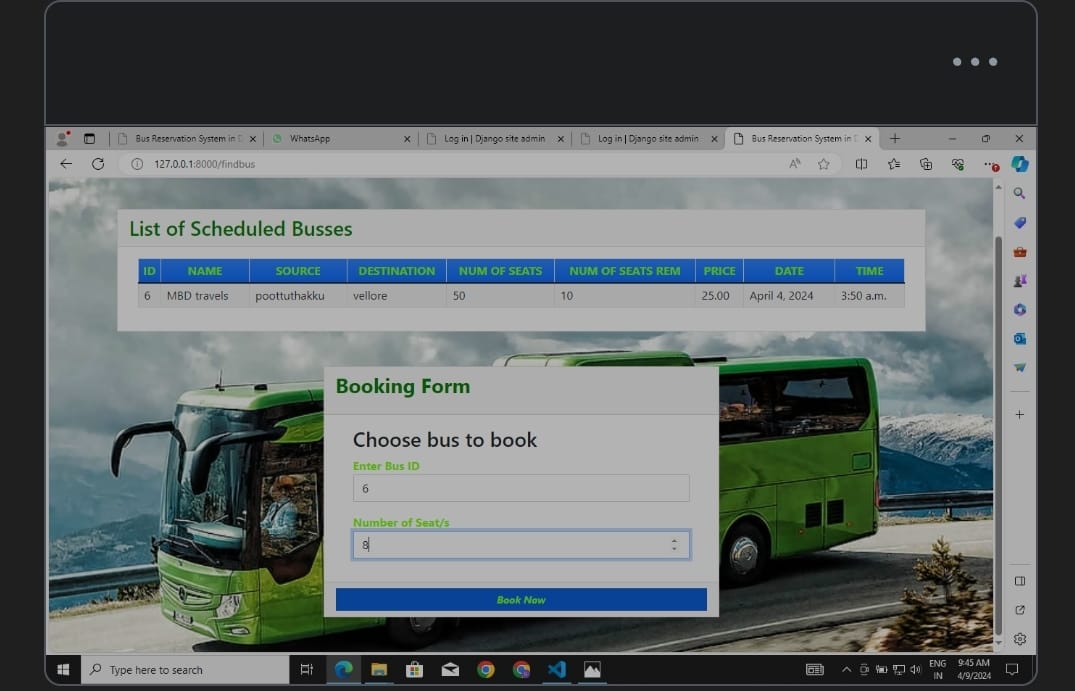 Bus Reservation System in D
WhatsApp
Log in | Django site admin
Log in | Django site admin
Bus Reservation System in D
127.0.0.1:8000/findbus
List of Scheduled Busses
ID NAME SOURCE DESTINATION NUM OF SEATS NUM OF SEATS REM PRICE DATE TIME
6 MBD travels poottuthakku vellore 50 10 25.00 April 4, 2024 3:50 a.m.
Booking Form
Choose bus to book
Enter Bus ID
6
Number of Seat/s
8
Book Now
Type here to search
ENG
IN
9:45 AM
4/9/2024